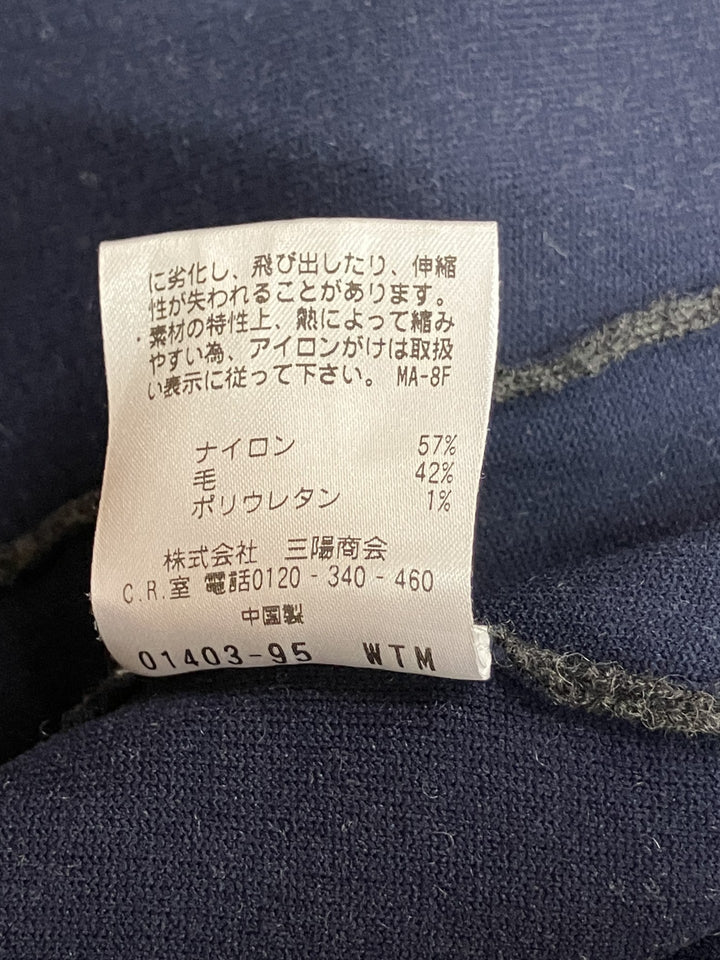 に劣化し、飛び出したり、伸縮
性が失われることがあります。
・素材の特性上、熱によって縮み
やすい為、アイロンがけは取扱
い表示に従って下さい。 MA-8F
ナイロン 57%
毛 42%
ポリウレタン 1%
株式会社 三陽商会
C.R.室 電話0120-340-460
中国製
01403-95 WTM